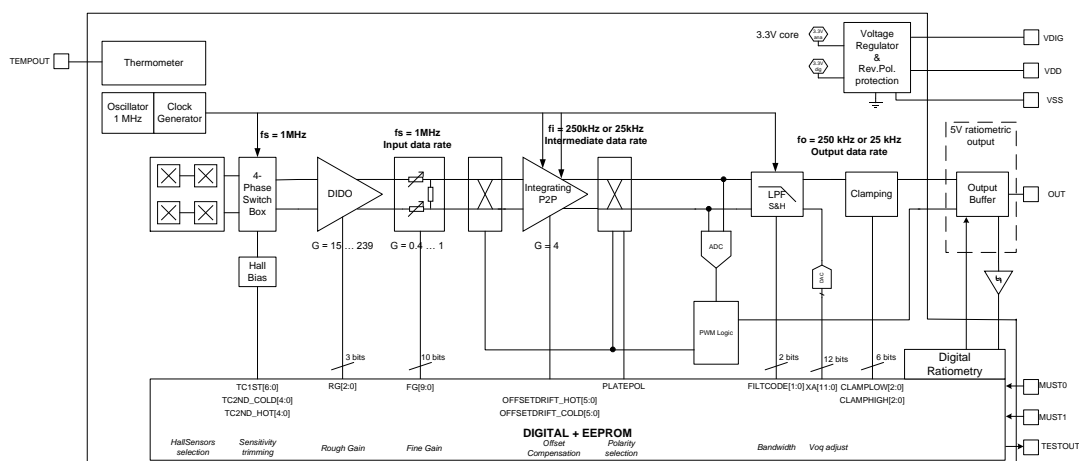 3.3V core
3.3V
ana
3.3V
dig
Voltage
Regulator
&
Rev.Pol.
protection
VDIG
VDD
VSS
TEMPOUT
Thermometer
Oscillator
1 MHz
Clock
Generator
fs = 1MHz
fs = 1MHz
Input data rate
fi = 250kHz or 25kHz
Intermediate data rate
fo = 250 kHz or 25 kHz
Output data rate
5V ratiometric
output
4-
Phase
Switch
Box
DIDO
Integrating
P2P
LPF
S&H
Clamping
Output
Buffer
OUT
G = 15 ... 239
G = 0.4 ... 1
G = 4
ADC
DAC
Hall
Bias
PWM Logic
3 bits
10 bits
2 bits
12 bits
6 bits
Digital
Ratiometry
TC1ST[6:0]
TC2ND_COLD[4:0]
TC2ND_HOT[4:0]
RG[2:0]
FG[9:0]
OFFSETDRIFT_HOT[5:0]
OFFSETDRIFT_COLD[5:0]
PLATEPOL
FILTCODE[1:0]
XA[11:0]
CLAMPLOW[2:0]
CLAMPHIGH[2:0]
MUST0
MUST1
TESTOUT
DIGITAL + EEPROM
HallSensors
selection
Sensitivity
trimming
Rough Gain
Fine Gain
Offset
Compensation
Polarity
selection
Bandwidth
Voq adjust